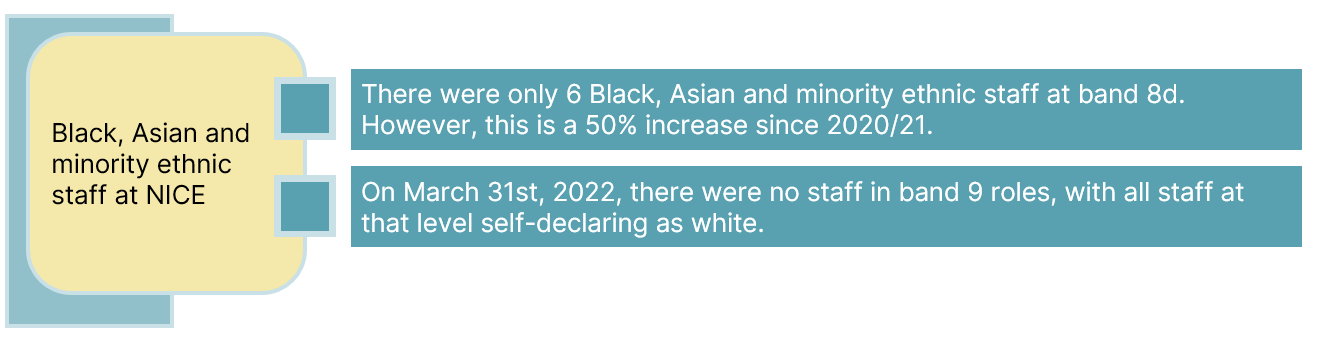 Black, Asian and
minority ethnic
staff at NICE
There were only 6 Black, Asian and minority ethnic staff at band 8d.
However, this is a 50% increase since 2020/21.
On March 31st, 2022, there were no staff in band 9 roles, with all staff at
that level self-declaring as white.